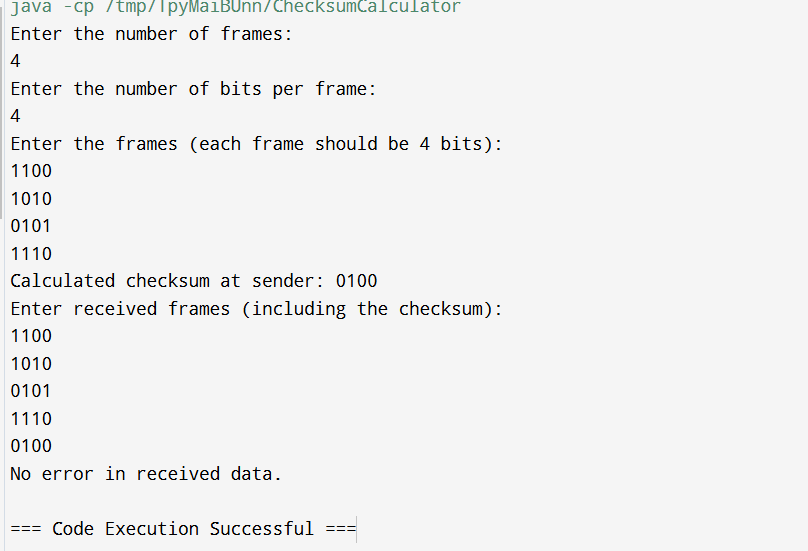 java -cp /tmp/TpyMaiBUnn/ChecksumCalculator
Enter the number of frames:
4
Enter the number of bits per frame:
4
Enter the frames (each frame should be 4 bits):
1100
1010
0101
1110
Calculated checksum at sender: 0100
Enter received frames (including the checksum):
1100
1010
0101
1110
0100
No error in received data.
=== Code Execution Successful ===